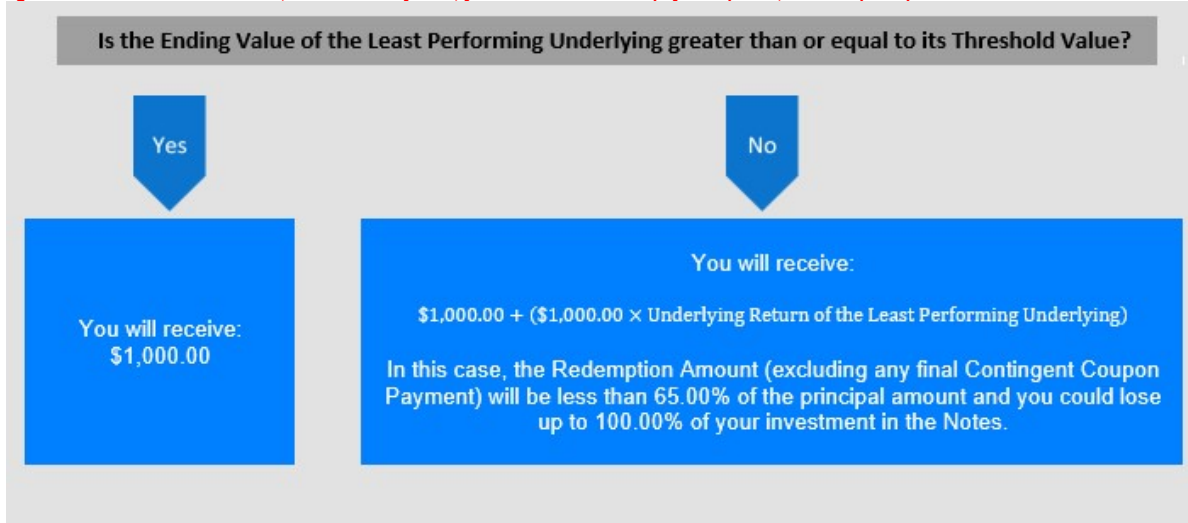 Is the Ending Value of the Least Performing Underlying greater than or equal to its Threshold Value?
Yes
No
You will receive:
$1,000.00
You will receive:
$1,000.00 + ($1,000.00 × Underlying Return of the Least Performing Underlying)
In this case, the Redemption Amount (excluding any final Contingent Coupon
Payment) will be less than 65.00% of the principal amount and you could lose
up to 100.00% of your investment in the Notes.